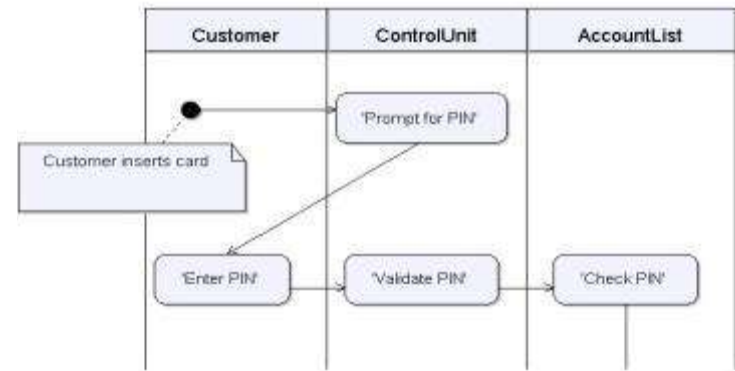 Customer
ControlUnit
AccountList
'Prompt for PIN'
Customer inserts card
'Enter PIN'
'Validate PIN'
'Check PIN'